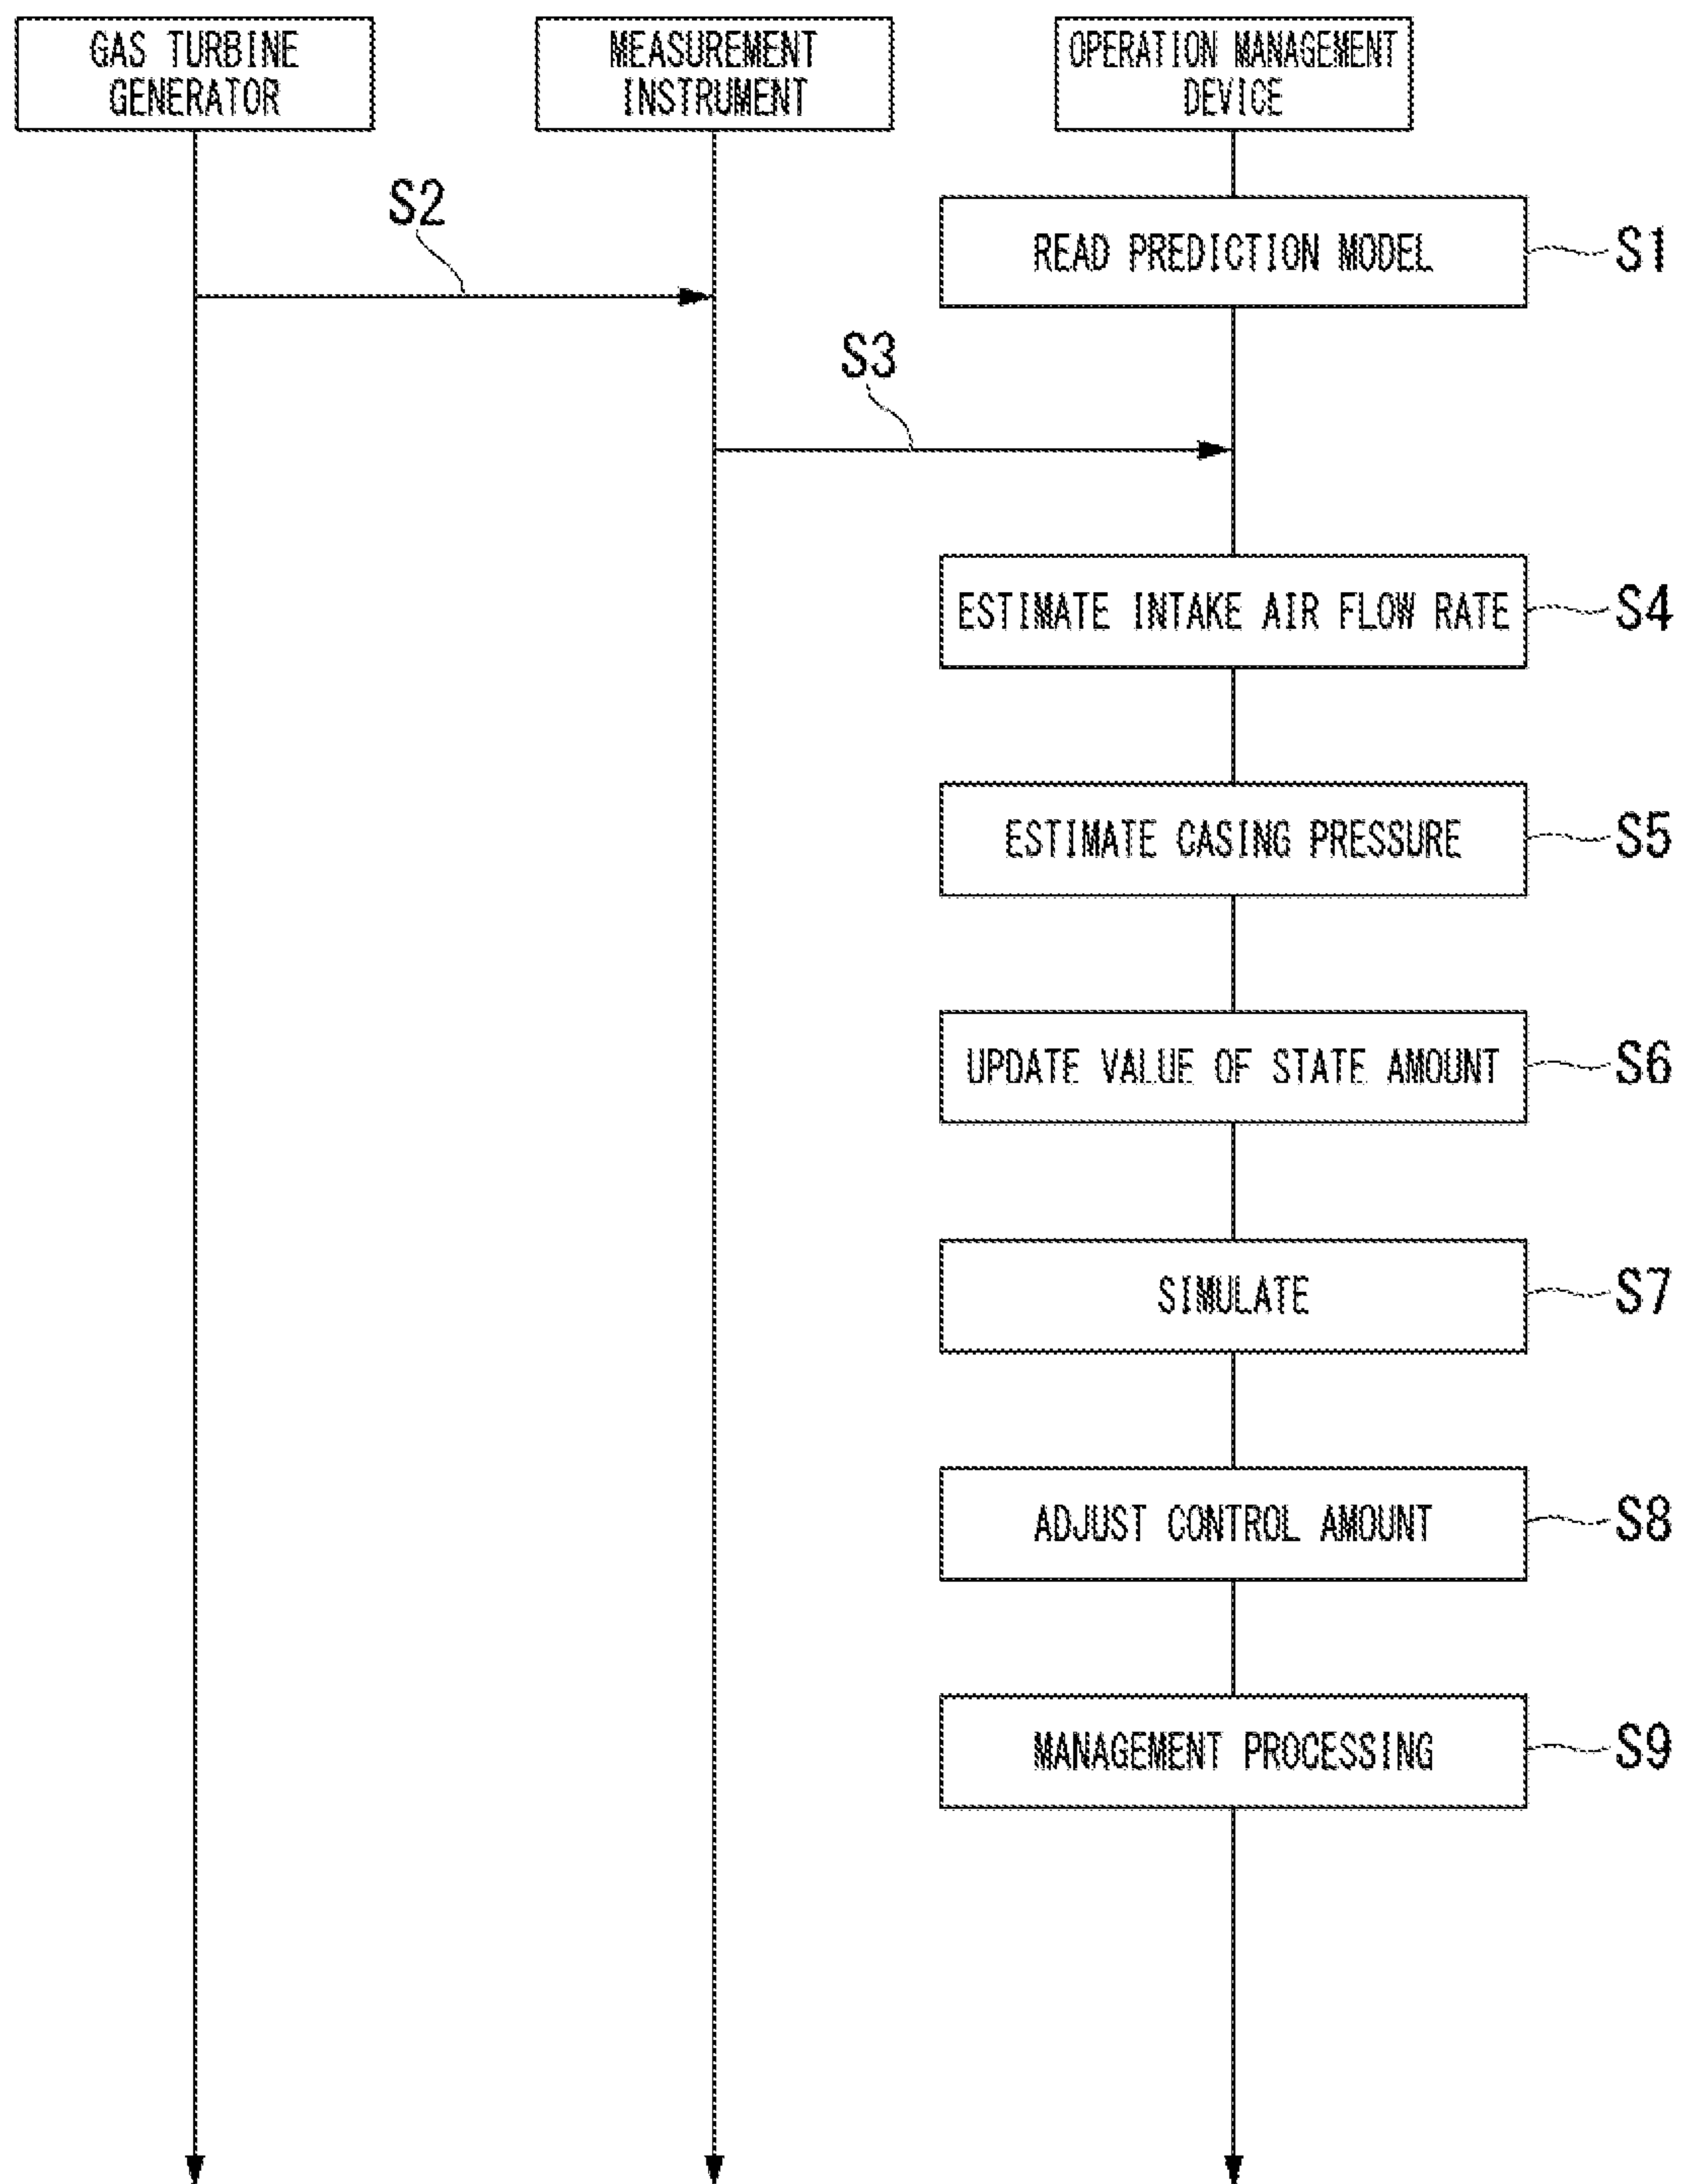 GAS TURBINE
GENERATOR
MEASUREMENT
INSTRUMENT
OPERATION MANAGEMENT
DEVICE
S2
READ PREDICTION MODEL
S1
S3
ESTIMATE INTAKE AIR FLOW RATE
S4
ESTIMATE CASING PRESSURE
S5
UPDATE VALUE OF STATE AMOUNT
S6
SIMULATE
S7
ADJUST CONTROL AMOUNT
S8
MANAGEMENT PROCESSING
S9